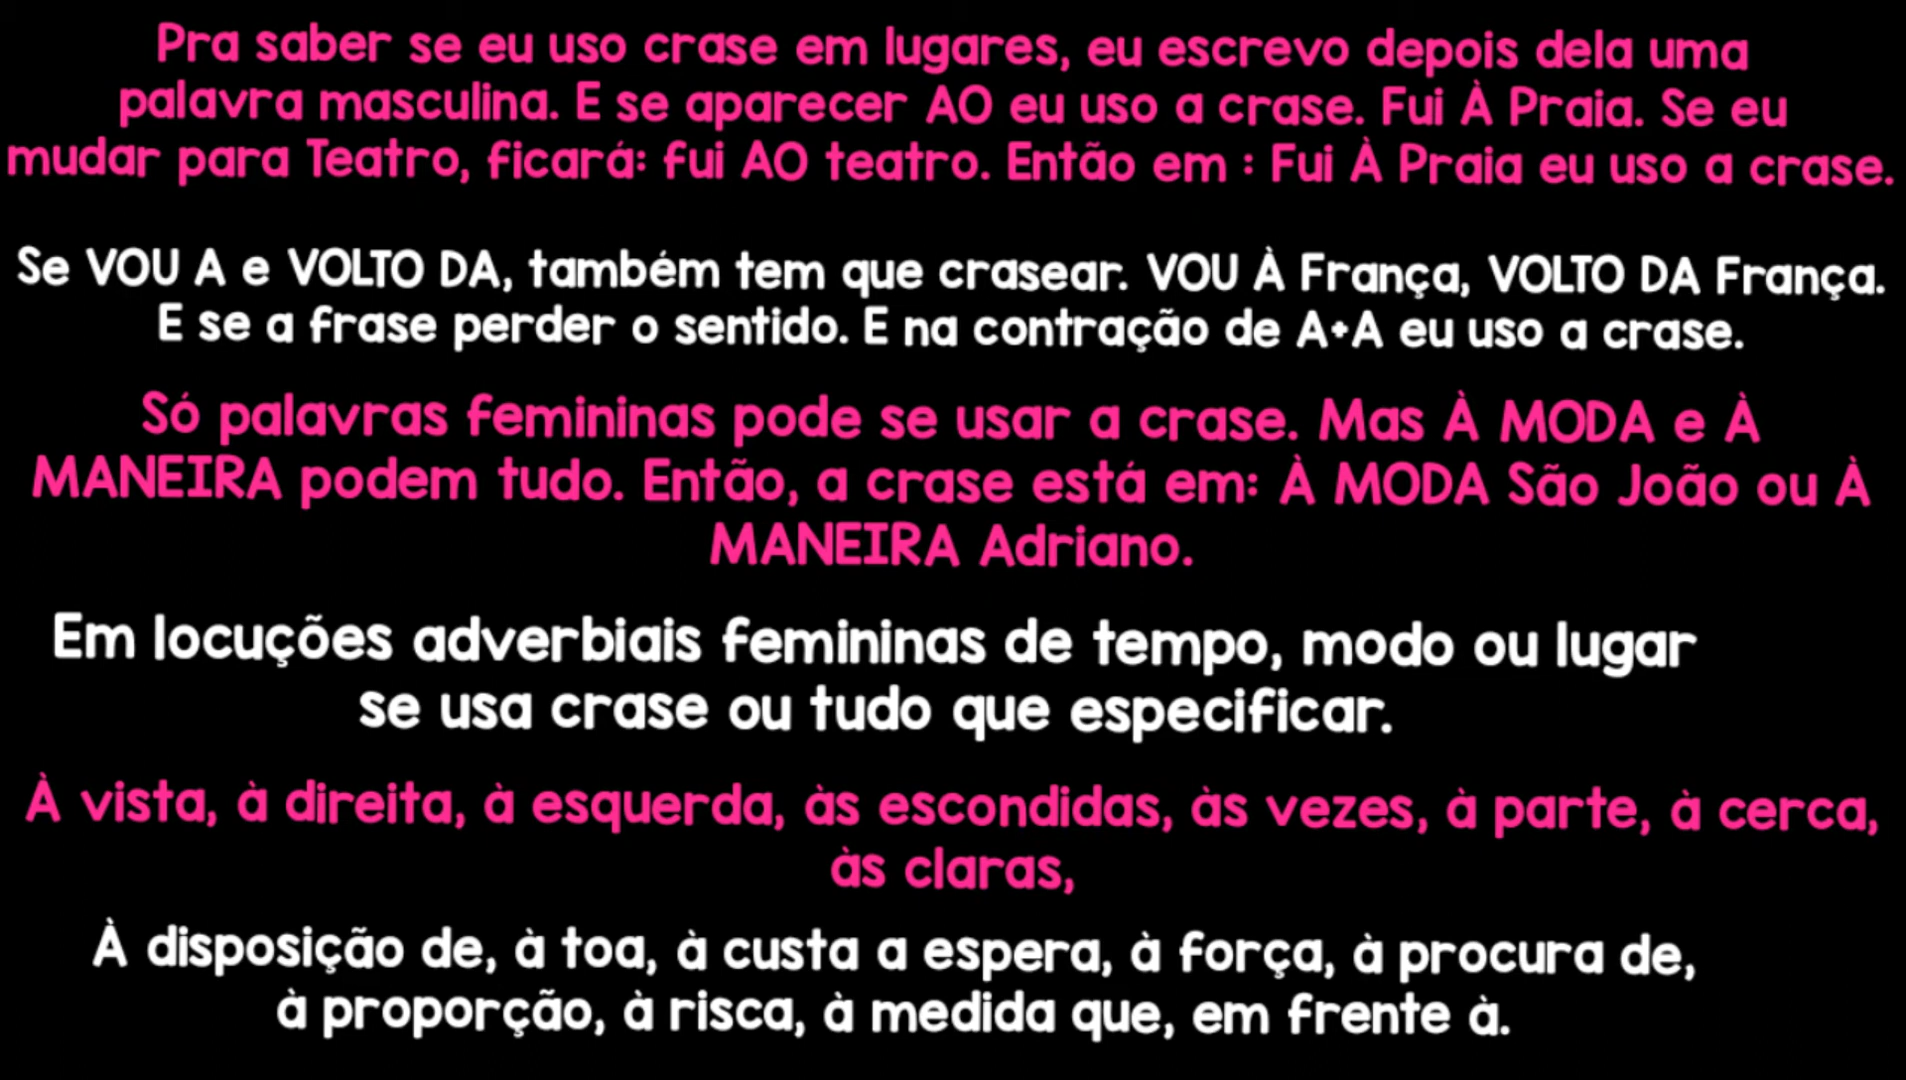 Pra saber se eu uso crase em lugares, eu escrevo depois dela uma
palavra masculina. E se aparecer AO eu uso a crase. Fui À Praia. Se eu
mudar para Teatro, ficará: fui AO teatro. Então em : Fui À Praia eu uso a crase.
Se VOU A e VOLTO DA, também tem que crasear. VOU À França, VOLTO DA França.
E se a frase perder o sentido. E na contração de A+A eu uso a crase.
Só palavras femininas pode se usar a crase. Mas À MODA e À
MANEIRA podem tudo. Então, a crase está em: À MODA São João ou À
MANEIRA Adriano.
Em locuções adverbiais femininas de tempo, modo ou lugar
se usa crase ou tudo que especificar.
À vista, à direita, à esquerda, às escondidas, às vezes, à parte, à cerca,
às claras,
À disposição de, à toa, à custa a espera, à força, à procura de,
à proporção, à risca, à medida que, em frente à.